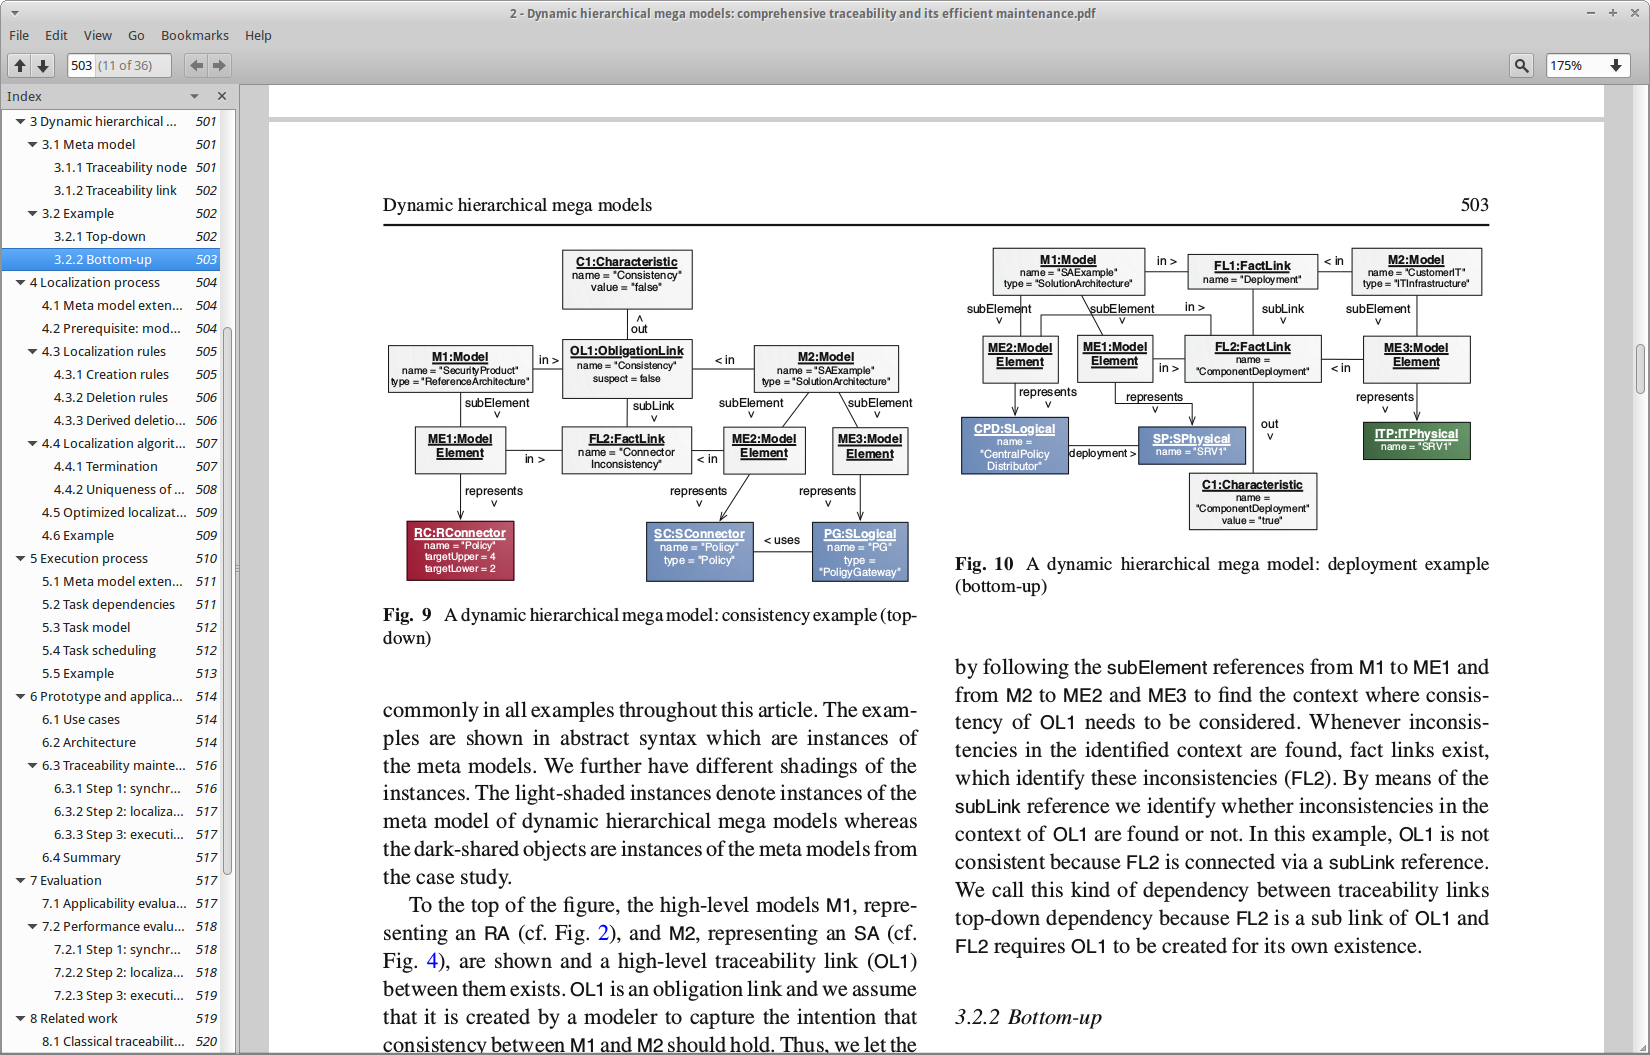 2 - Dynamic hierarchical mega models: comprehensive traceability and its efficient maintenance.pdf
File Edit View Go Bookmarks Help
503 (11 of 36)
175%
Index
3 Dynamic hierarchical ... 501
3.1 Meta model 501
3.1.1 Traceability node 501
3.1.2 Traceability link 502
3.2 Example 502
3.2.1 Top-down 502
3.2.2 Bottom-up 503
4 Localization process 504
4.1 Meta model exten... 504
4.2 Prerequisite: mod... 504
4.3 Localization rules 505
4.3.1 Creation rules 505
4.3.2 Deletion rules 506
4.3.3 Derived deletio... 506
4.4 Localization algorit... 507
4.4.1 Termination 507
4.4.2 Uniqueness of ... 508
4.5 Optimized localizat... 509
4.6 Example 509
5 Execution process 510
5.1 Meta model exten... 511
5.2 Task dependencies 511
5.3 Task model 512
5.4 Task scheduling 512
5.5 Example 513
6 Prototype and applica... 514
6.1 Use cases 514
6.2 Architecture 514
6.3 Traceability mainte... 516
6.3.1 Step 1: synchr... 516
6.3.2 Step 2: localiza... 517
6.3.3 Step 3: executi... 517
6.4 Summary 517
7 Evaluation 517
7.1 Applicability evalua... 517
7.2 Performance evalu... 518
7.2.1 Step 1: synchr... 518
7.2.2 Step 2: localiza... 518
7.2.3 Step 3: executi... 519
8 Related work 519
8.1 Classical traceabilit... 520
Dynamic hierarchical mega models 503
C1:Characteristic
name = "Consistency"
value = "false"
^
out
M1:Model
name = "SecurityProduct"
type = "ReferenceArchitecture"
in >
OL1:ObligationLink
name = "Consistency"
suspect = false
< in
M2:Model
name = "SAExample"
type = "SolutionArchitecture"
subElement
v
subLink
v
subElement
v
subElement
v
ME1:Model
Element
in >
FL2:FactLink
name = "Connector
Inconsistency"
< in
ME2:Model
Element
ME3:Model
Element
represents
v
represents
v
represents
v
RC:RConnector
name = "Policy"
targetUpper = 4
targetLower = 2
SC:SConnector
name = "Policy"
type = "Policy"
< uses
PG:SLogical
name = "PG"
type =
"PoligyGateway"
Fig. 9 A dynamic hierarchical mega model: consistency example (top-
down)
commonly in all examples throughout this article. The exam-
ples are shown in abstract syntax which are instances of
the meta models. We further have different shadings of the
instances. The light-shaded instances denote instances of the
meta model of dynamic hierarchical mega models whereas
the dark-shared objects are instances of the meta models from
the case study.
To the top of the figure, the high-level models M1, repre-
senting an RA (cf. Fig. 2), and M2, representing an SA (cf.
Fig. 4), are shown and a high-level traceability link (OL1)
between them exists. OL1 is an obligation link and we assume
that it is created by a modeler to capture the intention that
consistency between M1 and M2 should hold. Thus, we let the
M1:Model
name = "SAExample"
type = "SolutionArchitecture"
in >
FL1:FactLink
name = "Deployment"
< in
M2:Model
name = "CustomerIT"
type = "ITInfrastructure"
subElement
v
subElement
v
in >
subLink
v
subElement
v
ME2:Model
Element
ME1:Model
Element
in >
FL2:FactLink
name =
"ComponentDeployment"
< in
ME3:Model
Element
represents
v
represents
v
represents
v
CPD:SLogical
name =
"CentralPolicy
Distributor"
deployment >
SP:SPhysical
name = "SRV1"
out
v
ITP:ITPhysical
name = "SRV1"
C1:Characteristic
name =
"ComponentDeployment"
value = "true"
Fig. 10 A dynamic hierarchical mega model: deployment example
(bottom-up)
by following the subElement references from M1 to ME1 and
from M2 to ME2 and ME3 to find the context where consis-
tency of OL1 needs to be considered. Whenever inconsis-
tencies in the identified context are found, fact links exist,
which identify these inconsistencies (FL2). By means of the
subLink reference we identify whether inconsistencies in the
context of OL1 are found or not. In this example, OL1 is not
consistent because FL2 is connected via a subLink reference.
We call this kind of dependency between traceability links
top-down dependency because FL2 is a sub link of OL1 and
FL2 requires OL1 to be created for its own existence.
3.2.2 Bottom-up